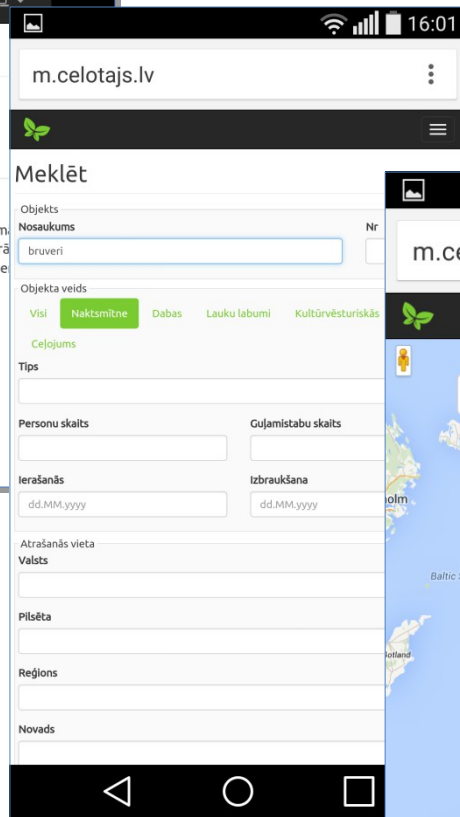 16:01
m.celotajs.lv
Meklēt
Objekts
Nosaukums Nr
bruveri
Objekta veids
Visi Naktsmītne Dabas Lauku labumi Kultūrvēsturiskās
Ceļojums
Tips
Personu skaits Guļamistabu skaits
Ierašanās Izbraukšana
dd.MM.yyyy dd.MM.yyyy
Atrašanās vieta
Valsts
Pilsēta
Reģions
Novads
m.ce
olm
Baltic
otland